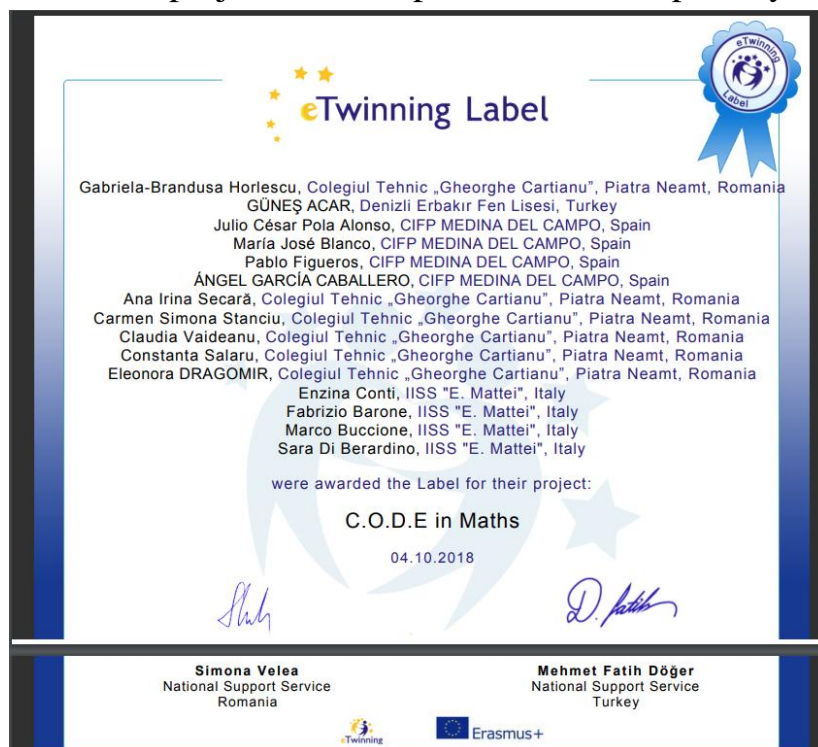 eTwinning
Label
eTwinning Label
Gabriela-Brandusa Horlescu, Colegiul Tehnic „Gheorghe Cartianu”, Piatra Neamt, Romania
GÜNEŞ ACAR, Denizli Erbakır Fen Lisesi, Turkey
Julio César Pola Alonso, CIFP MEDINA DEL CAMPO, Spain
María José Blanco, CIFP MEDINA DEL CAMPO, Spain
Pablo Figueros, CIFP MEDINA DEL CAMPO, Spain
ÁNGEL GARCÍA CABALLERO, CIFP MEDINA DEL CAMPO, Spain
Ana Irina Secară, Colegiul Tehnic „Gheorghe Cartianu”, Piatra Neamt, Romania
Carmen Simona Stanciu, Colegiul Tehnic „Gheorghe Cartianu”, Piatra Neamt, Romania
Claudia Vaideanu, Colegiul Tehnic „Gheorghe Cartianu”, Piatra Neamt, Romania
Constanta Salaru, Colegiul Tehnic „Gheorghe Cartianu”, Piatra Neamt, Romania
Eleonora DRAGOMIR, Colegiul Tehnic „Gheorghe Cartianu”, Piatra Neamt, Romania
Enzina Conti, IISS "E. Mattei", Italy
Fabrizio Barone, IISS "E. Mattei", Italy
Marco Buccione, IISS "E. Mattei", Italy
Sara Di Berardino, IISS "E. Mattei", Italy
were awarded the Label for their project:
C.O.D.E in Maths
04.10.2018
Simona Velea
National Support Service
Romania
Mehmet Fatih Döğer
National Support Service
Turkey
eTwinning
Erasmus+